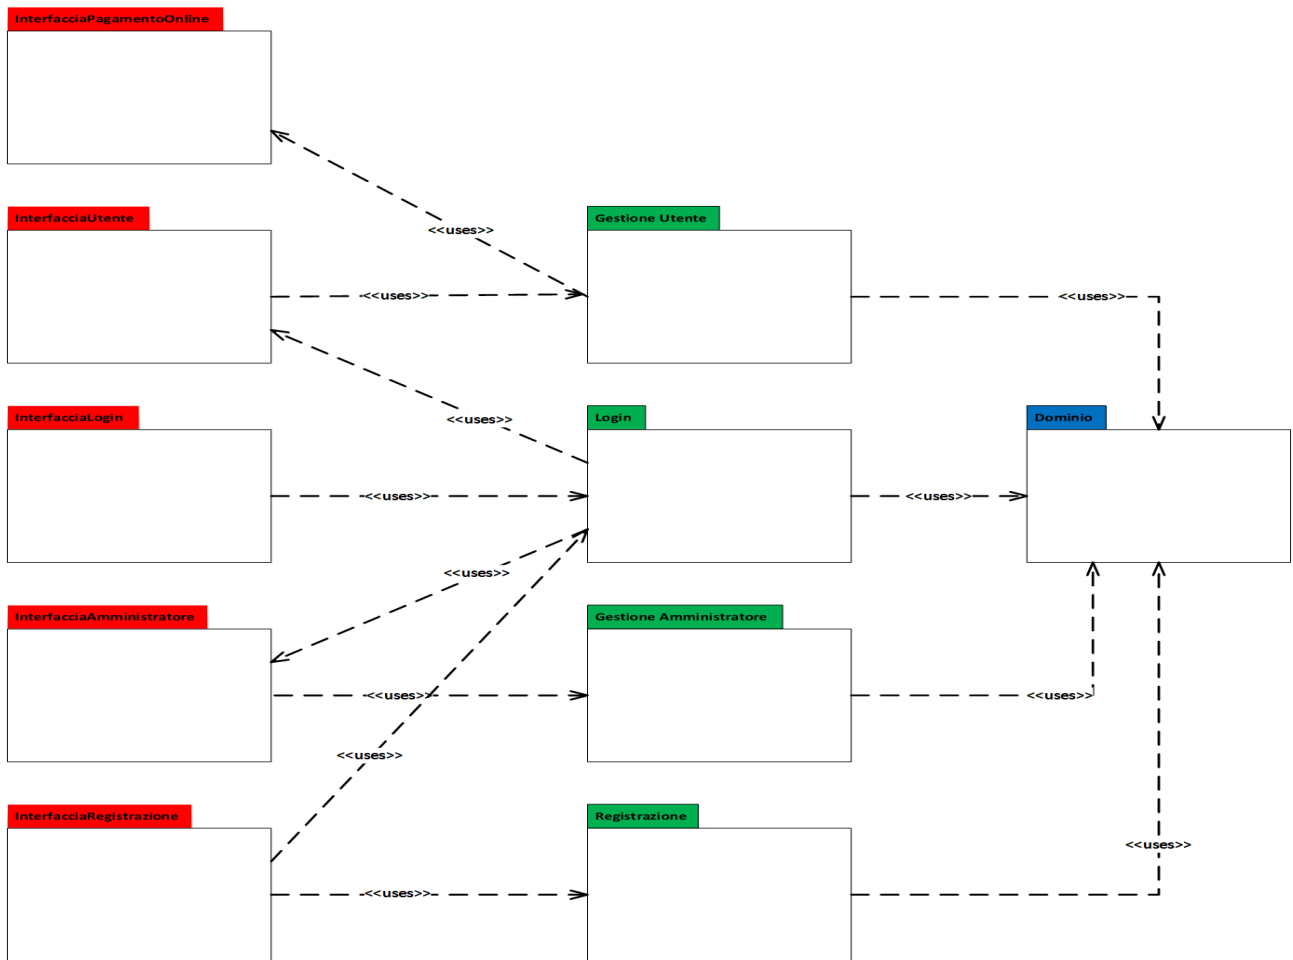 InterfacciaPagamentoOnline
<<uses>>
InterfacciaUtente
Gestione Utente
<<uses>>
<<uses>>
<<uses>>
InterfacciaLogin
Login
Dominio
<<uses>>
<<uses>>
<<uses>>
InterfacciaAmministratore
Gestione Amministratore
<<uses>>
<<uses>>
<<uses>>
InterfacciaRegistrazione
Registrazione
<<uses>>
<<uses>>